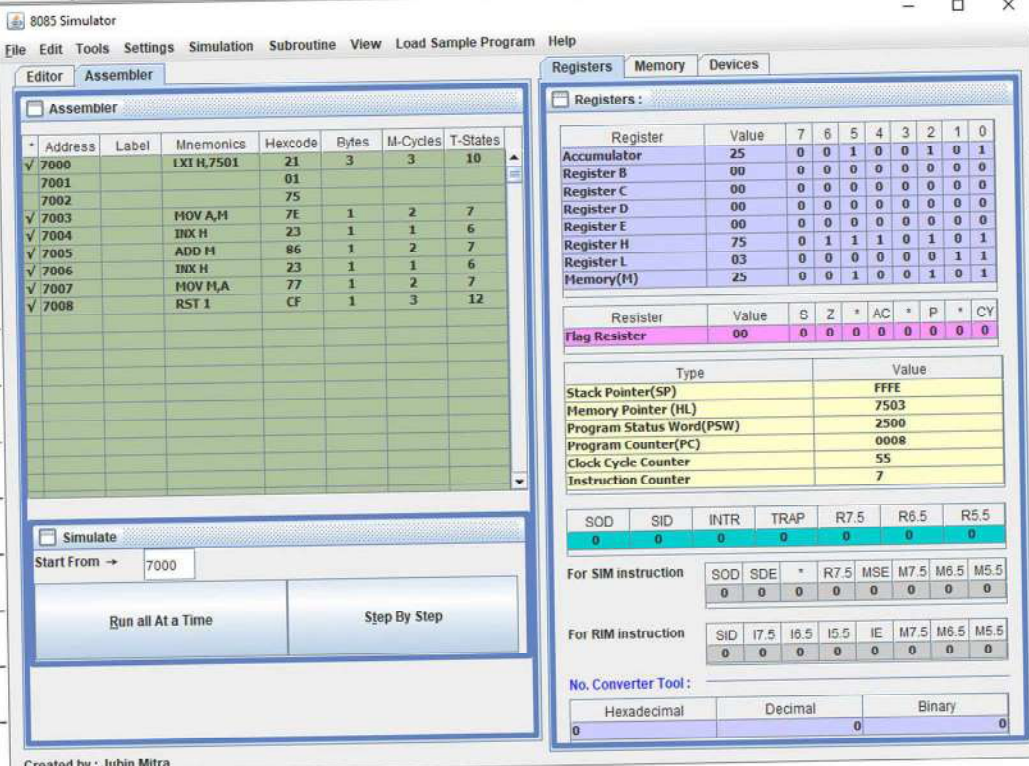 8085 Simulator
File Edit Tools Settings Simulation Subroutine View Load Sample Program Help
Editor Assembler
Assembler
* Address Label Mnemonics Hexcode Bytes M-Cycles T-States
√ 7000 LXI H,7501 21 3 3 10
7001 01
7002 75
√ 7003 MOV A,M 7E 1 2 7
√ 7004 INX H 23 1 1 6
√ 7005 ADD M 86 1 2 7
√ 7006 INX H 23 1 1 6
√ 7007 MOV M,A 77 1 2 7
√ 7008 RST 1 CF 1 3 12
Simulate
Start From → 7000
Run all At a Time Step By Step
Created by : Jubin Mitra
Registers Memory Devices
Registers :
Register Value 7 6 5 4 3 2 1 0
Accumulator 25 0 0 1 0 0 1 0 1
Register B 00 0 0 0 0 0 0 0 0
Register C 00 0 0 0 0 0 0 0 0
Register D 00 0 0 0 0 0 0 0 0
Register E 00 0 0 0 0 0 0 0 0
Register H 75 0 1 1 1 0 1 0 1
Register L 03 0 0 0 0 0 0 1 1
Memory(M) 25 0 0 1 0 0 1 0 1
Resister Value S Z * AC * P * CY
Flag Resister 00 0 0 0 0 0 0 0 0
Type Value
Stack Pointer(SP) FFFE
Memory Pointer (HL) 7503
Program Status Word(PSW) 2500
Program Counter(PC) 0008
Clock Cycle Counter 55
Instruction Counter 7
SOD SID INTR TRAP R7.5 R6.5 R5.5
0 0 0 0 0 0 0
For SIM instruction SOD SDE * R7.5 MSE M7.5 M6.5 M5.5
0 0 0 0 0 0 0 0
For RIM instruction SID I7.5 I6.5 I5.5 IE M7.5 M6.5 M5.5
0 0 0 0 0 0 0 0
No. Converter Tool :
Hexadecimal Decimal Binary
0 0 0